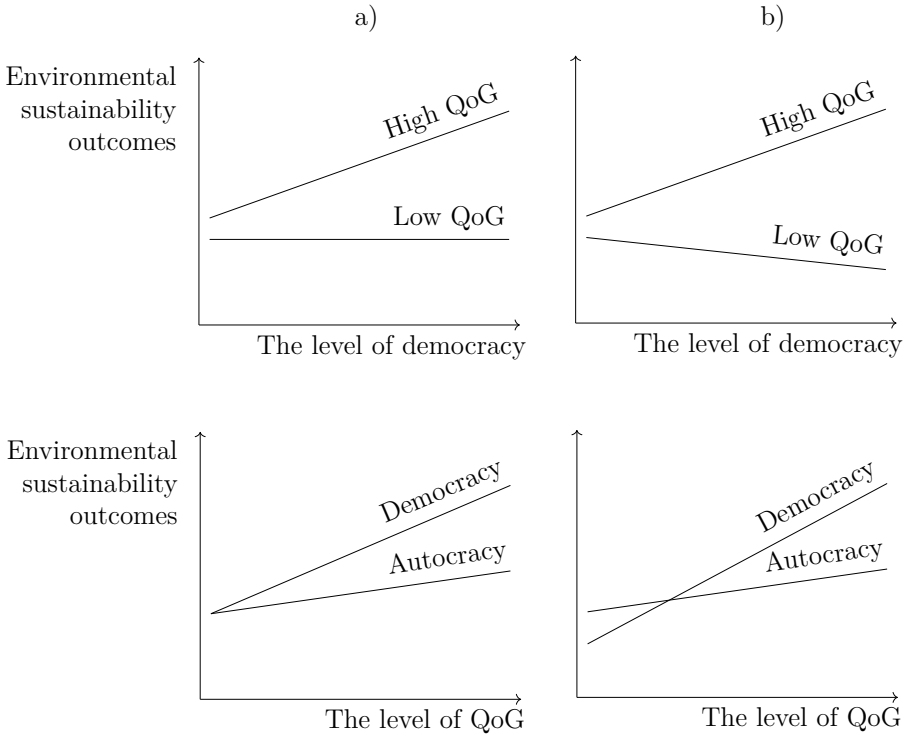 a)
b)
Environmental
sustainability
outcomes
High QoG
Low QoG
The level of democracy
High QoG
Low QoG
The level of democracy
Environmental
sustainability
outcomes
Democracy
Autocracy
The level of QoG
Democracy
Autocracy
The level of QoG